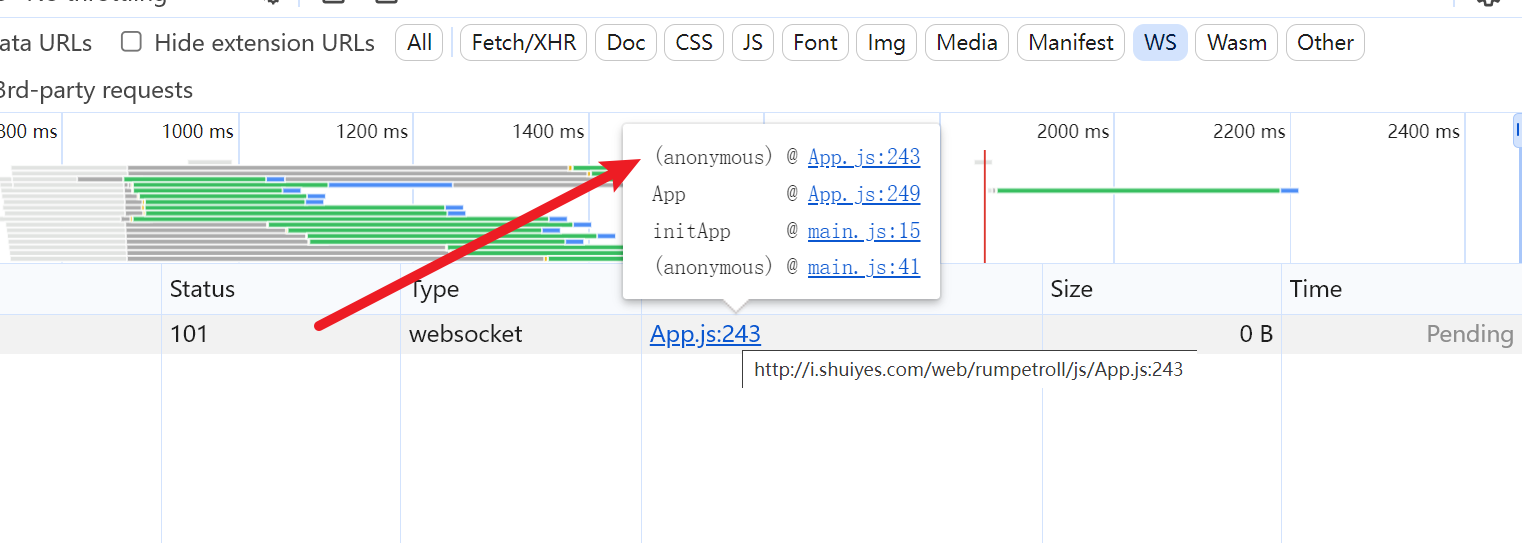 No throttling
ata URLs Hide extension URLs All Fetch/XHR Doc CSS JS Font Img Media Manifest WS Wasm Other
3rd-party requests
800 ms 1000 ms 1200 ms 1400 ms 2000 ms 2200 ms 2400 ms
(anonymous) @ App.js:243
App @ App.js:249
initApp @ main.js:15
(anonymous) @ main.js:41
Status Type Size Time
101 websocket App.js:243 0 B Pending
http://i.shuiyes.com/web/rumpetroll/js/App.js:243